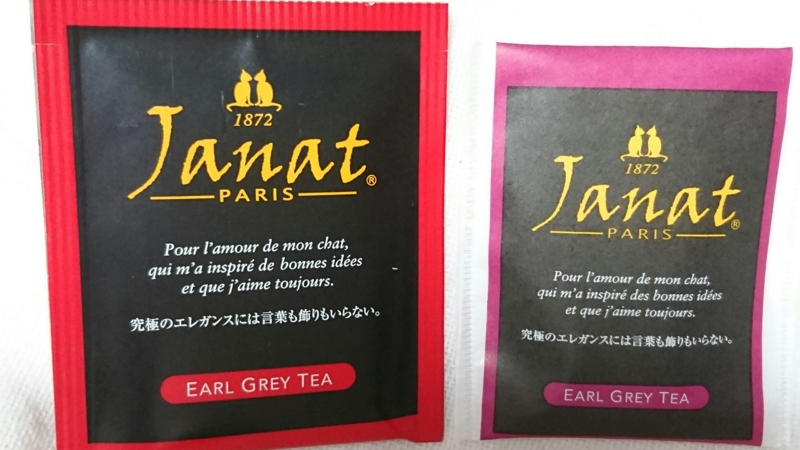 1872
Janat®
PARIS
Pour l'amour de mon chat,
qui m'a inspiré de bonnes idées
et que j'aime toujours.
究極のエレガンスには言葉も飾りもいらない。
EARL GREY TEA
1872
Janat®
PARIS
Pour l'amour de mon chat,
qui m'a inspiré des bonnes idées
et que j'aime toujours.
究極のエレガンスには言葉も飾りもいらない。
EARL GREY TEA